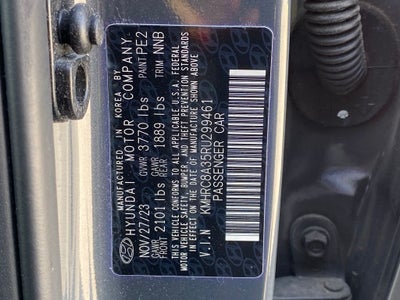 MADE IN KOREA
HYUNDAI MOTOR COMPANY
NOV/27/23 GVWR 3770 lbs PAINT PE2
GAWR FRONT 2101 lbs GAWR REAR 1889 lbs TRIM NNB
THIS VEHICLE CONFORMS TO ALL APPLICABLE U.S. FEDERAL
MOTOR VEHICLE SAFETY, BUMPER, AND THEFT PREVENTION STANDARDS
IN EFFECT ON THE DATE OF MANUFACTURE SHOWN ABOVE.
V.I.N KMHRC8A35RU299461
PASSENGER CAR